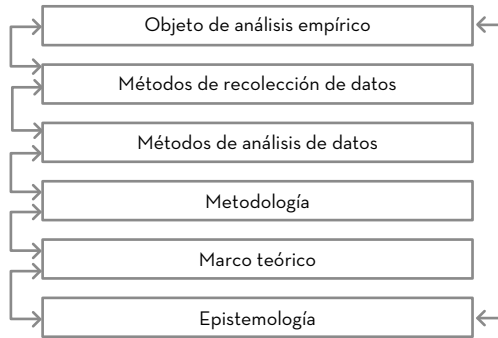 Objeto de análisis empírico
Métodos de recolección de datos
Métodos de análisis de datos
Metodología
Marco teórico
Epistemología